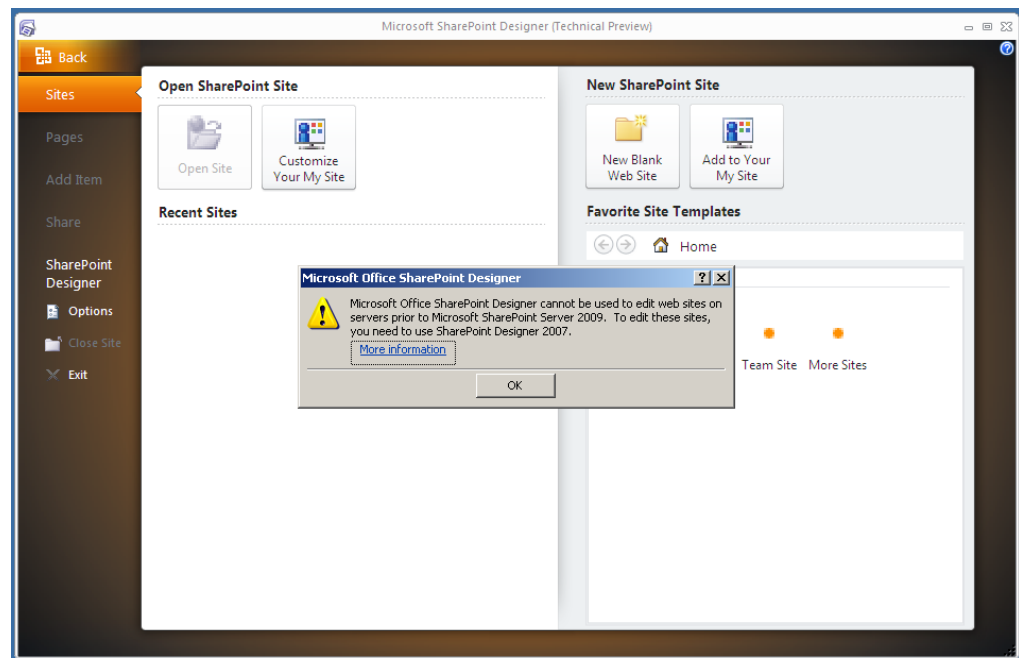 Microsoft SharePoint Designer (Technical Preview)
Back
Sites
Pages
Add Item
Share
SharePoint
Designer
Options
Close Site
Exit
Open SharePoint Site
Open Site
Customize
Your My Site
Recent Sites
New SharePoint Site
New Blank
Web Site
Add to Your
My Site
Favorite Site Templates
Home
Team Site
More Sites
Microsoft Office SharePoint Designer
Microsoft Office SharePoint Designer cannot be used to edit web sites on
servers prior to Microsoft SharePoint Server 2009. To edit these sites,
you need to use SharePoint Designer 2007.
More information
OK